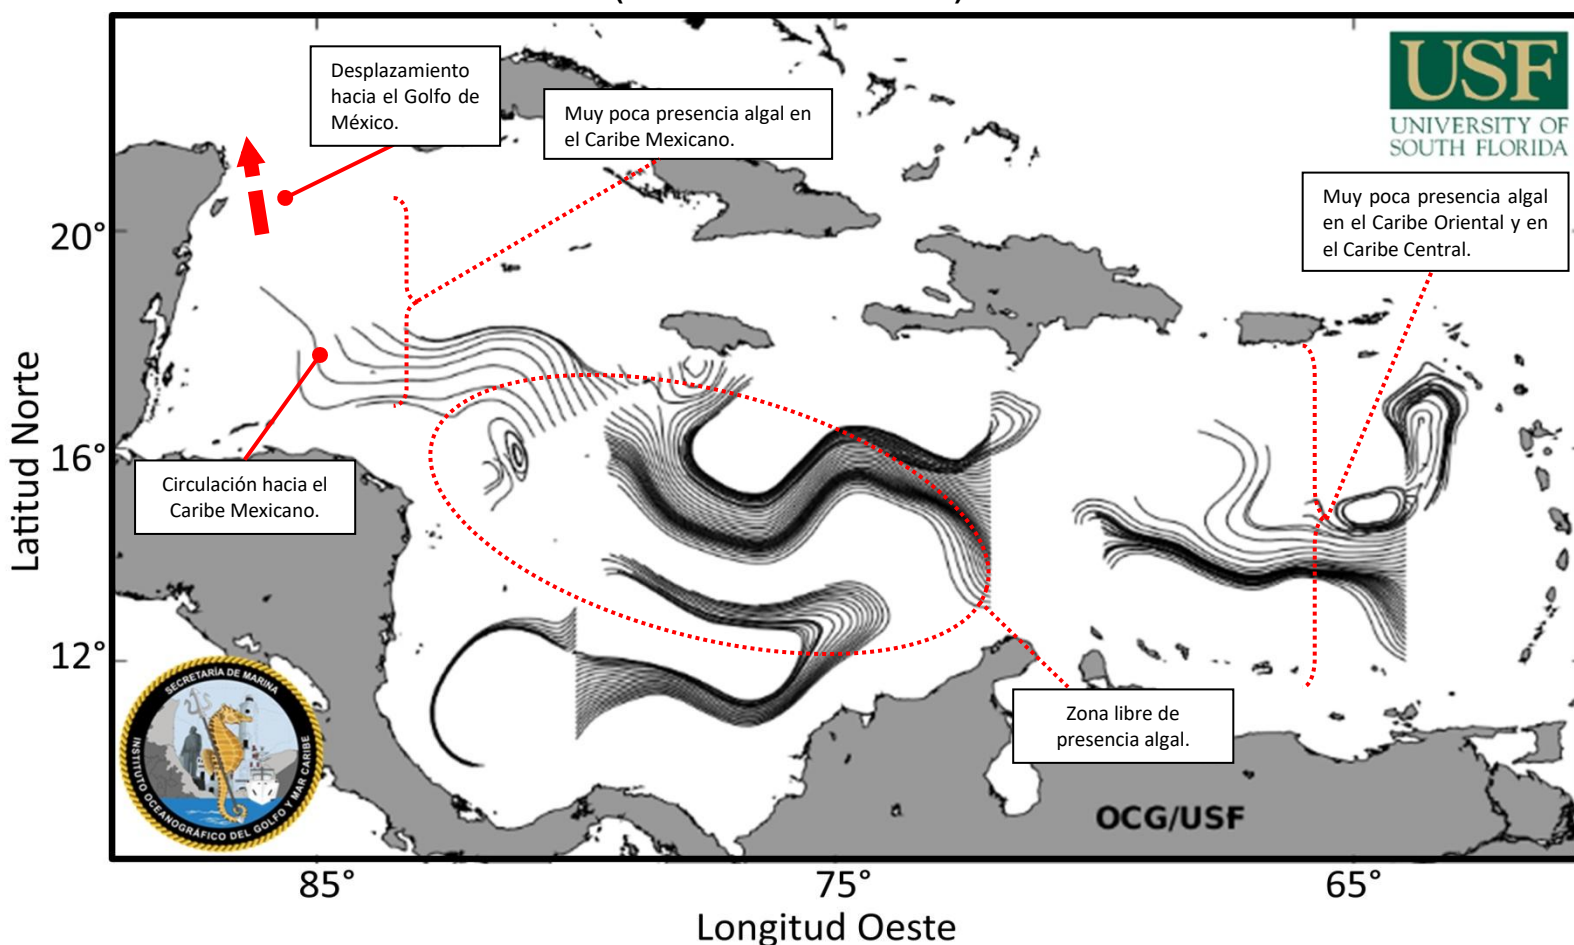 Desplazamiento
hacia el Golfo de
México.
Muy poca presencia algal en
el Caribe Mexicano.
USF
UNIVERSITY OF
SOUTH FLORIDA
Muy poca presencia algal
en el Caribe Oriental y en
el Caribe Central.
20°
16°
12°
Latitud Norte
Circulación hacia el
Caribe Mexicano.
Zona libre de
presencia algal.
SECRETARÍA DE MARINA
INSTITUTO OCEANOGRÁFICO DEL GOLFO Y MAR CARIBE
OCG/USF
85°
75°
65°
Longitud Oeste